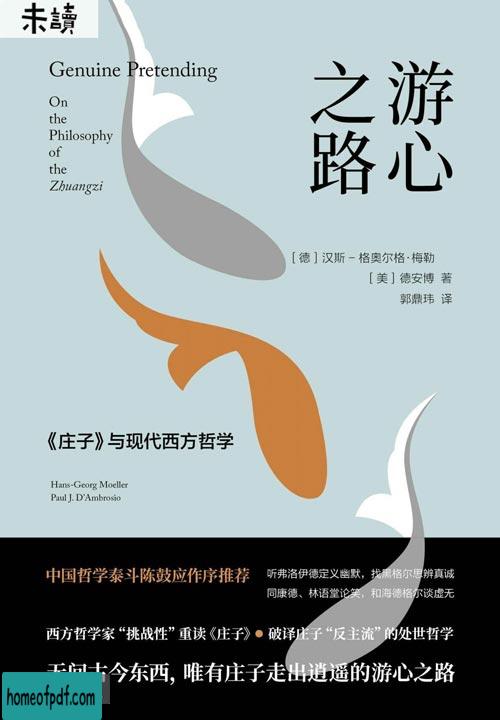 未讀
Genuine Pretending
On
the
Philosophy
of
the
Zhuangzi
游心
之路
［德］汉斯－格奥尔格·梅勒
［美］德安博 著
郭鼎玮 译
《庄子》与现代西方哲学
Hans-Georg Moeller
Paul J. D'Ambrosio
中国哲学泰斗陈鼓应作序推荐
听弗洛伊德定义幽默，找黑格尔思辨真诚
同康德、林语堂论笑，和海德格尔谈虚无
西方哲学家“挑战性”重读《庄子》●破译庄子“反主流”的处世哲学
无问古今东西，唯有庄子走出逍遥的游心之路
homeofpdf.com